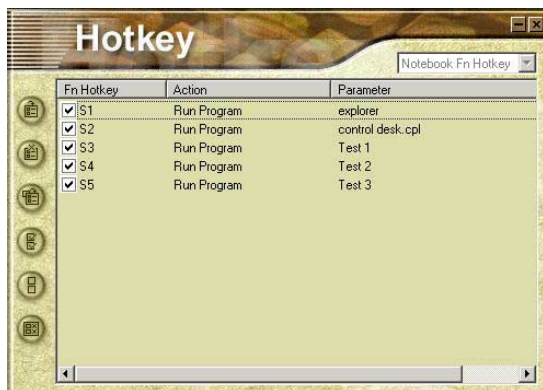 Hotkey
Notebook Fn Hotkey
Fn Hotkey Action Parameter
S1 Run Program explorer
S2 Run Program control desk.cpl
S3 Run Program Test 1
S4 Run Program Test 2
S5 Run Program Test 3